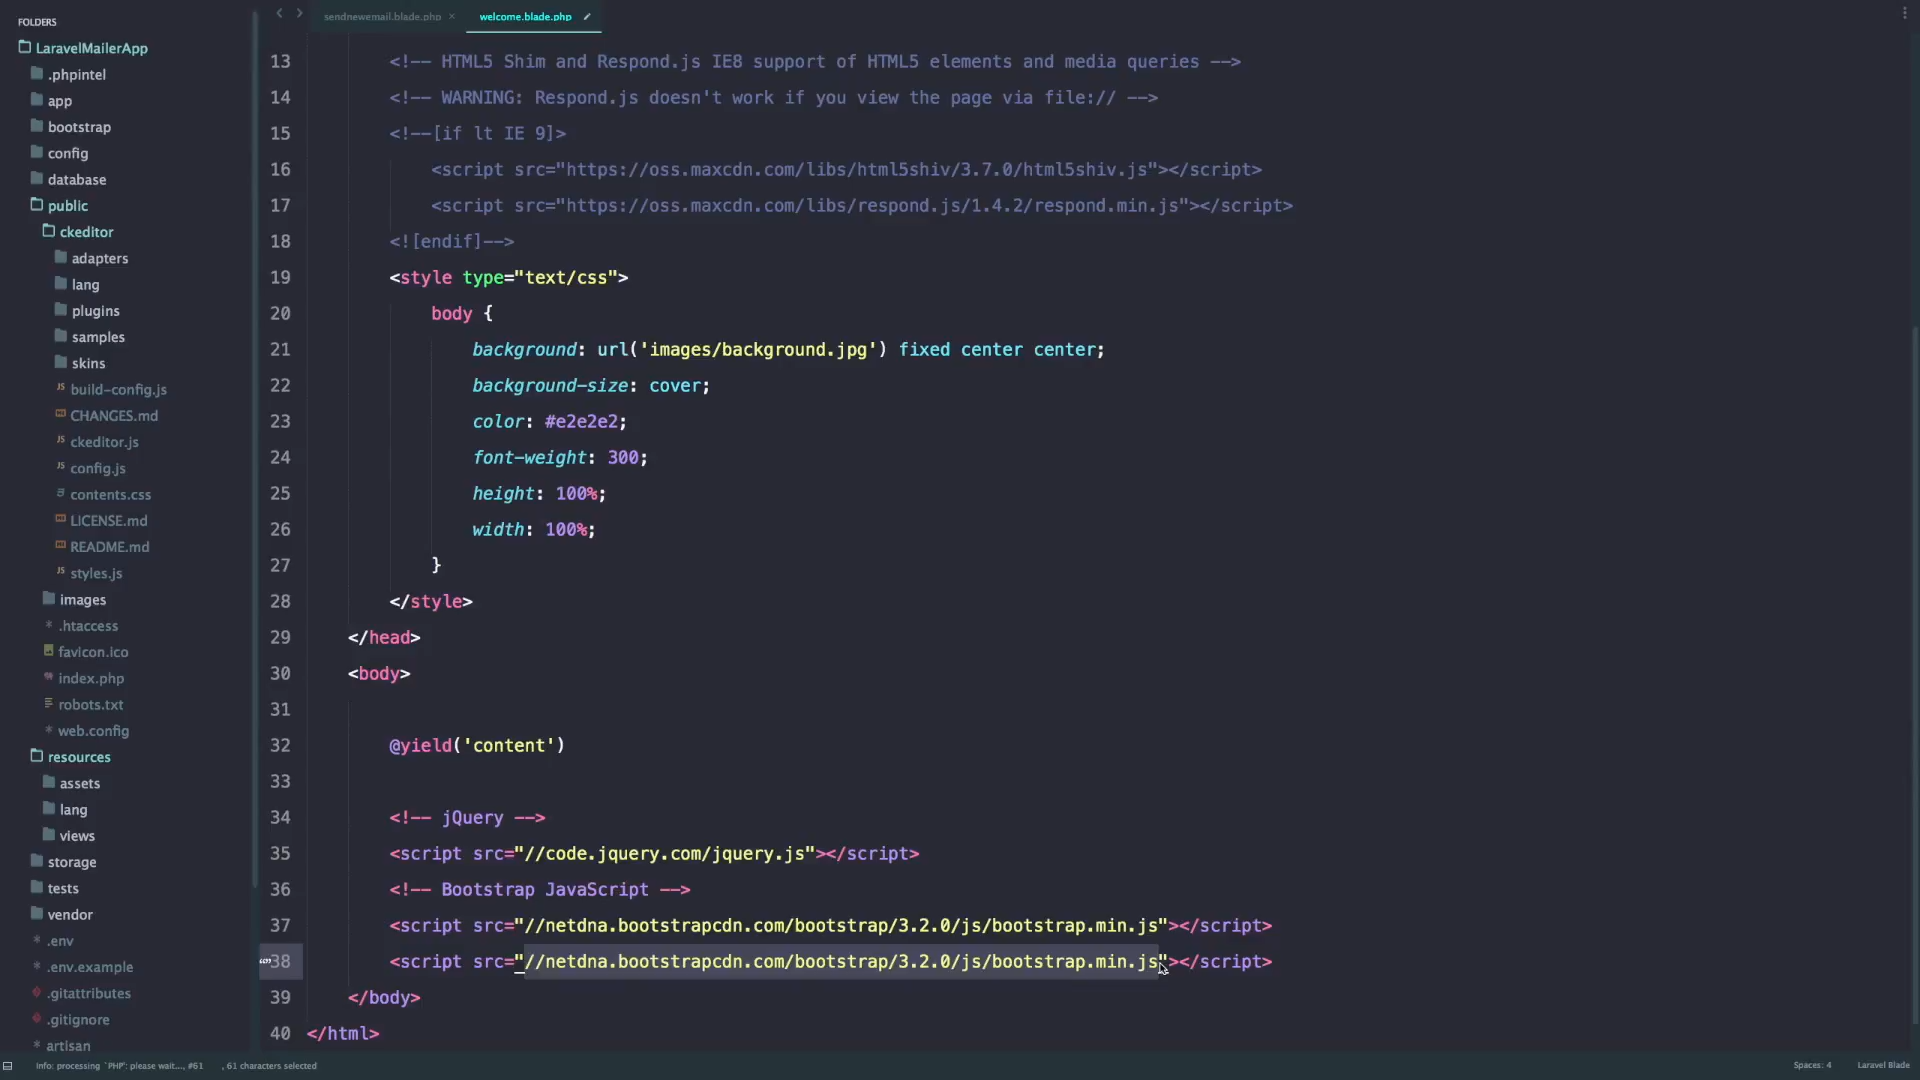 FOLDERS
LaravelMailerApp
.phpintel
app
bootstrap
config
database
public
ckeditor
adapters
lang
plugins
samples
skins
build-config.js
CHANGES.md
ckeditor.js
config.js
contents.css
LICENSE.md
README.md
styles.js
images
.htaccess
favicon.ico
index.php
robots.txt
web.config
resources
assets
lang
views
storage
tests
vendor
.env
.env.example
.gitattributes
.gitignore
artisan
sendnewemail.blade.php × welcome.blade.php
13 <!-- HTML5 Shim and Respond.js IE8 support of HTML5 elements and media queries -->
14 <!-- WARNING: Respond.js doesn't work if you view the page via file:// -->
15 <!--[if lt IE 9]>
16 <script src="https://oss.maxcdn.com/libs/html5shiv/3.7.0/html5shiv.js"></script>
17 <script src="https://oss.maxcdn.com/libs/respond.js/1.4.2/respond.min.js"></script>
18 <![endif]-->
19 <style type="text/css">
20 body {
21 background: url('images/background.jpg') fixed center center;
22 background-size: cover;
23 color: #e2e2e2;
24 font-weight: 300;
25 height: 100%;
26 width: 100%;
27 }
28 </style>
29 </head>
30 <body>
31
32 @yield('content')
33
34 <!-- jQuery -->
35 <script src="//code.jquery.com/jquery.js"></script>
36 <!-- Bootstrap JavaScript -->
37 <script src="//netdna.bootstrapcdn.com/bootstrap/3.2.0/js/bootstrap.min.js"></script>
38 <script src="//netdna.bootstrapcdn.com/bootstrap/3.2.0/js/bootstrap.min.js"></script>
39 </body>
40 </html>
Info: processing `PHP`: please wait..., #61 , 61 characters selected
Spaces: 4 Laravel Blade